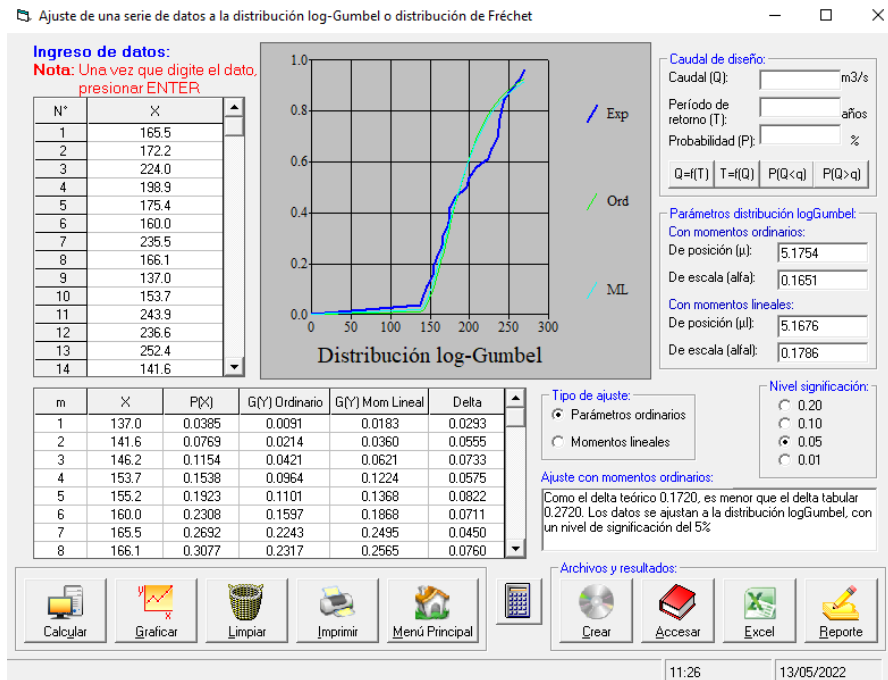 Ajuste de una serie de datos a la distribución log-Gumbel o distribución de Fréchet
Ingreso de datos:
Nota: Una vez que digite el dato,
presionar ENTER
N° X
1 165.5
2 172.2
3 224.0
4 198.9
5 175.4
6 160.0
7 235.5
8 166.1
9 137.0
10 153.7
11 243.9
12 236.6
13 252.4
14 141.6
1.0
0.8
0.6
0.4
0.2
0.0
0 50 100 150 200 250 300
Distribución log-Gumbel
Exp
Ord
ML
Caudal de diseño:
Caudal (Q): m3/s
Período de
retorno (T): años
Probabilidad (P): %
Q=f(T) T=f(Q) P(Q<q) P(Q>q)
Parámetros distribución logGumbel:
Con momentos ordinarios:
De posición (µ): 5.1754
De escala (alfa): 0.1651
Con momentos lineales:
De posición (µl): 5.1676
De escala (alfal): 0.1786
m X P(X) G(Y) Ordinario G(Y) Mom Lineal Delta
1 137.0 0.0385 0.0091 0.0183 0.0293
2 141.6 0.0769 0.0214 0.0360 0.0555
3 146.2 0.1154 0.0421 0.0621 0.0733
4 153.7 0.1538 0.0964 0.1224 0.0575
5 155.2 0.1923 0.1101 0.1368 0.0822
6 160.0 0.2308 0.1597 0.1868 0.0711
7 165.5 0.2692 0.2243 0.2495 0.0450
8 166.1 0.3077 0.2317 0.2565 0.0760
Tipo de ajuste:
Parámetros ordinarios
Momentos lineales
Nivel significación:
0.20
0.10
0.05
0.01
Ajuste con momentos ordinarios:
Como el delta teórico 0.1720, es menor que el delta tabular
0.2720. Los datos se ajustan a la distribución logGumbel, con
un nivel de significación del 5%
Calcular Graficar Limpiar Imprimir Menú Principal
Archivos y resultados:
Crear Accesar Excel Reporte
11:26 13/05/2022